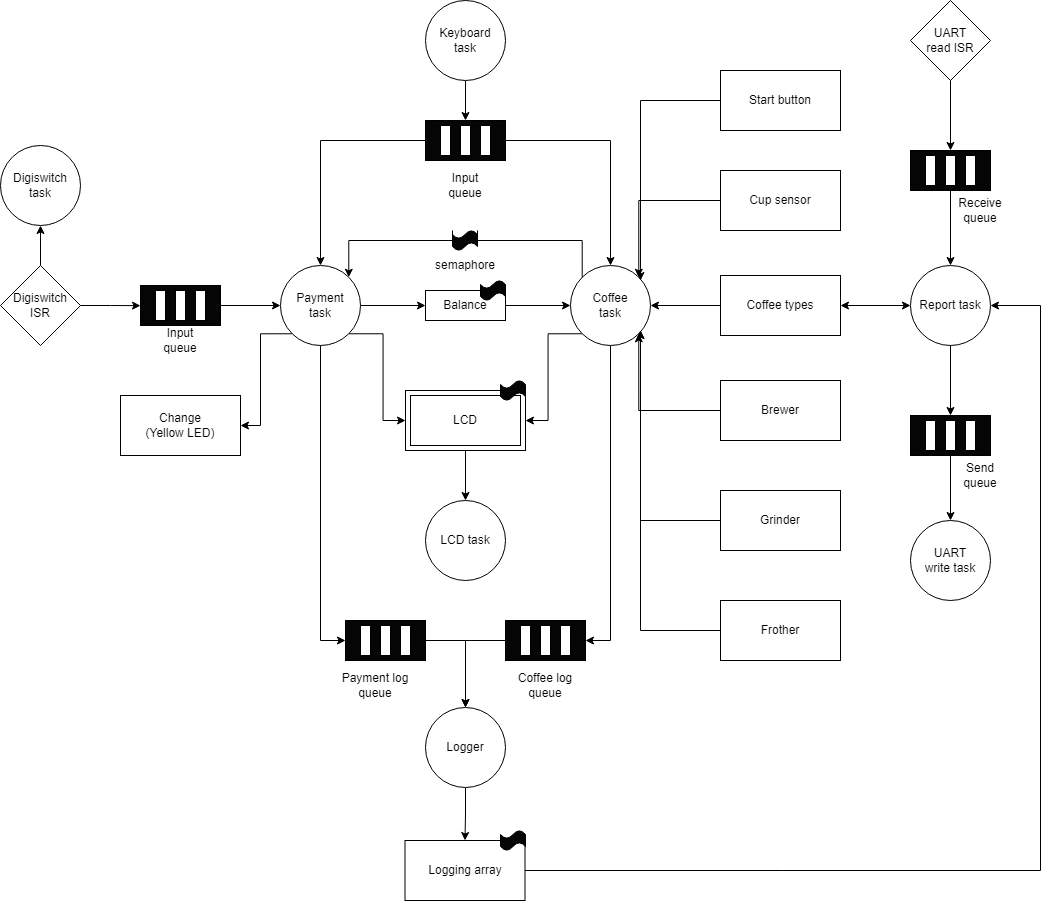 Keyboard
task
UART
read ISR
Start button
Input
queue
Digiswitch
task
Cup sensor
Receive
queue
semaphore
Digiswitch
ISR
Input
queue
Payment
task
Balance
Coffee
task
Coffee types
Report task
Change
(Yellow LED)
LCD
Brewer
Send
queue
LCD task
Grinder
UART
write task
Frother
Payment log
queue
Coffee log
queue
Logger
Logging array